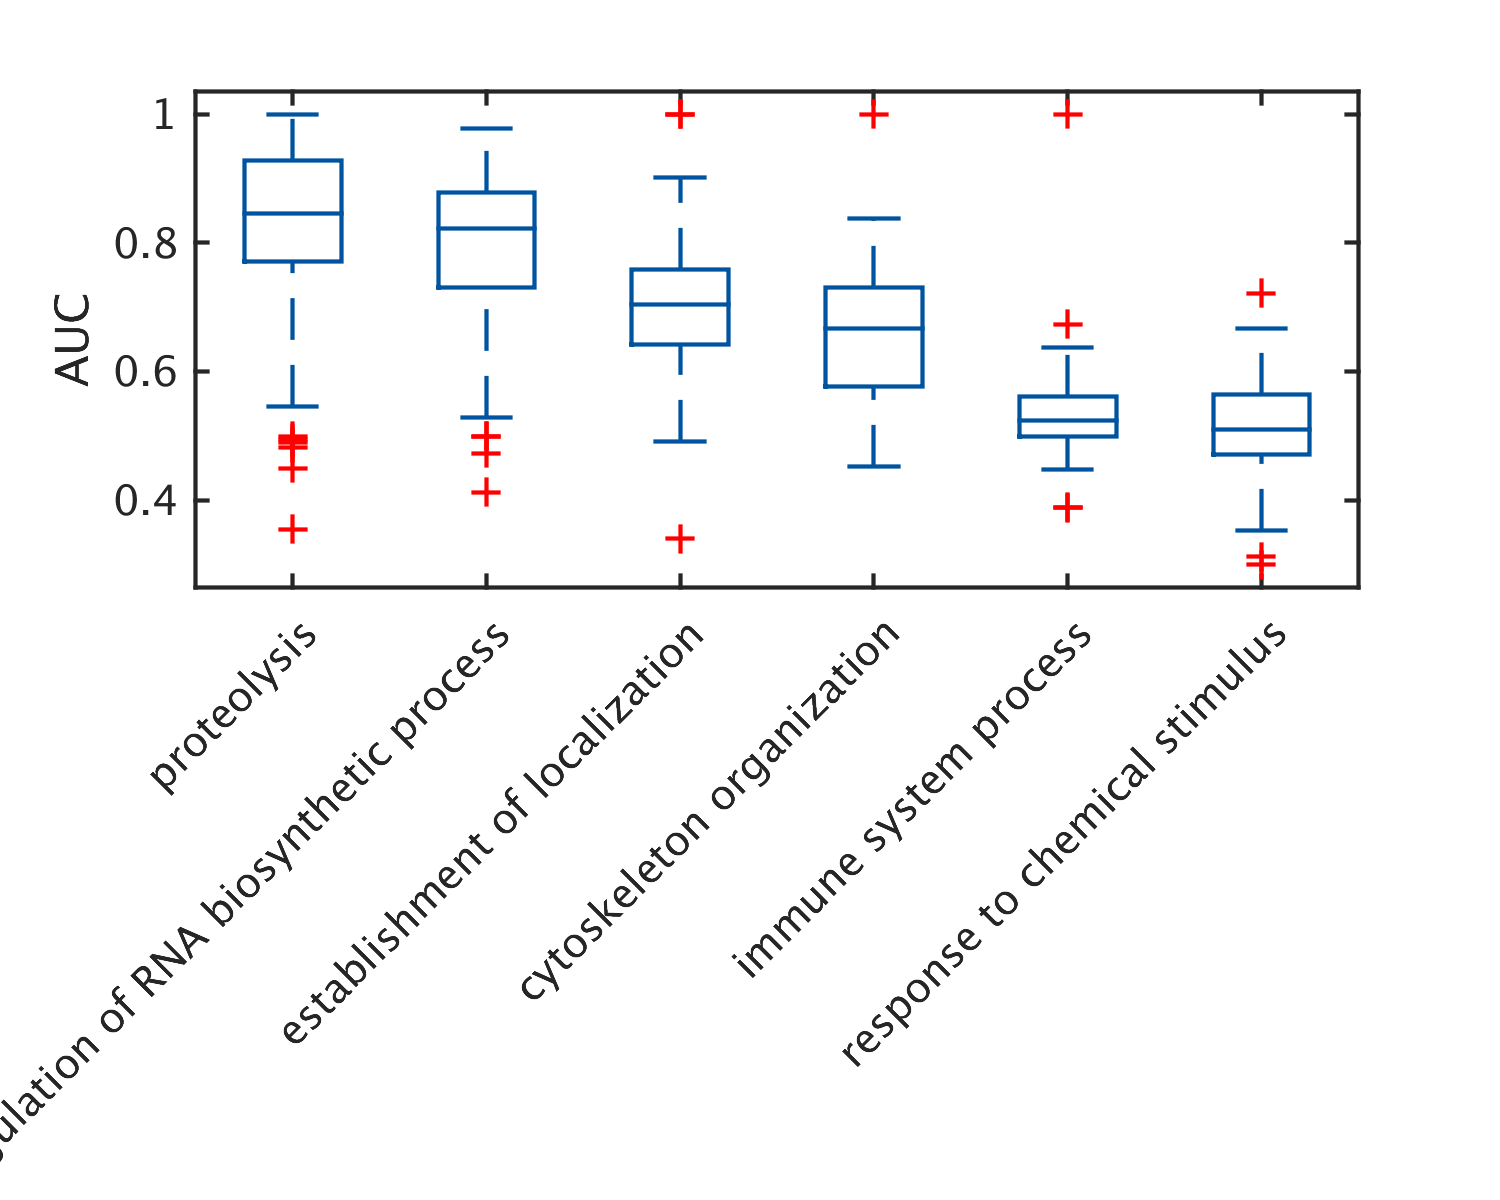 1
0.8
0.6
0.4
AUC
proteolysis
of RNA biosynthetic process
establishment of localization
cytoskeleton organization
immune system process
response to chemical stimulus